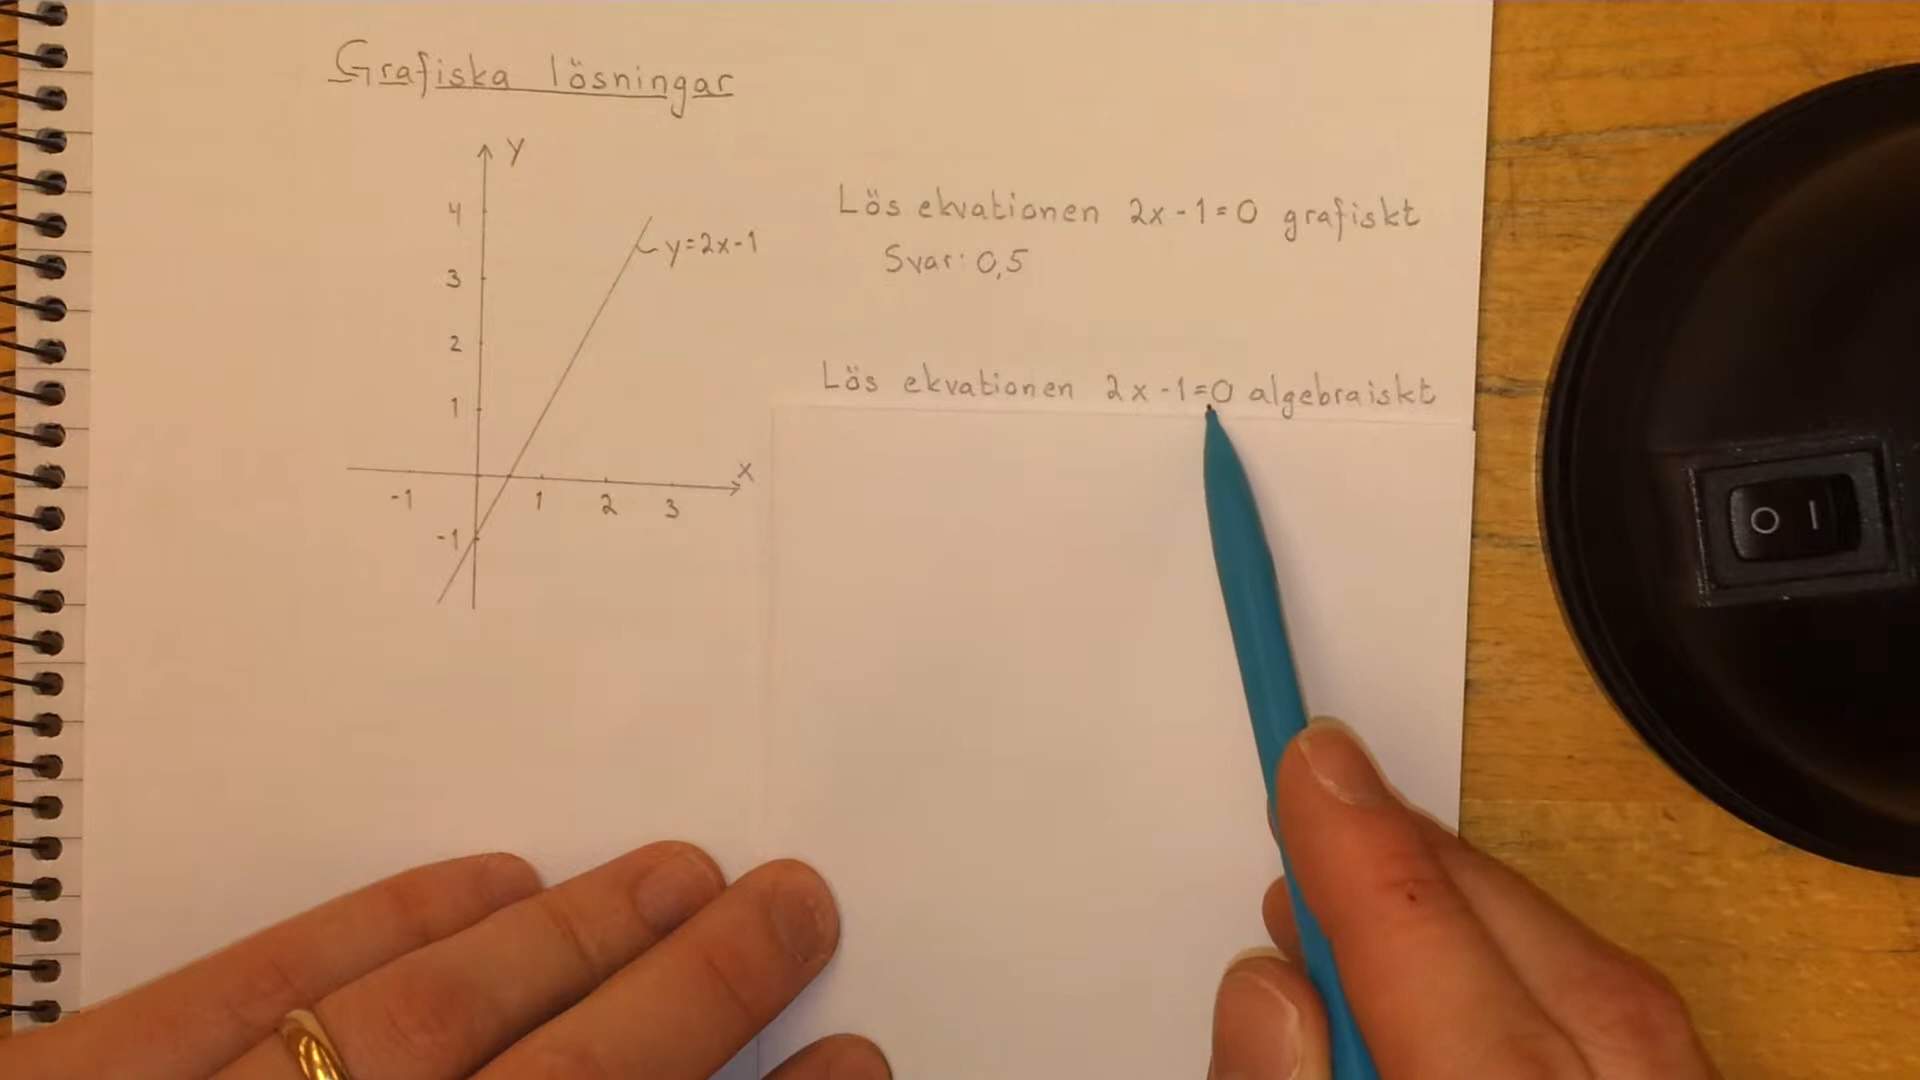 Grafiska lösningar
y
4
3
2
1
-1
-1
1
2
3
x
y=2x-1
Lös ekvationen 2x-1=0 grafiskt
Svar: 0,5
Lös ekvationen 2x-1=0 algebraiskt
O I